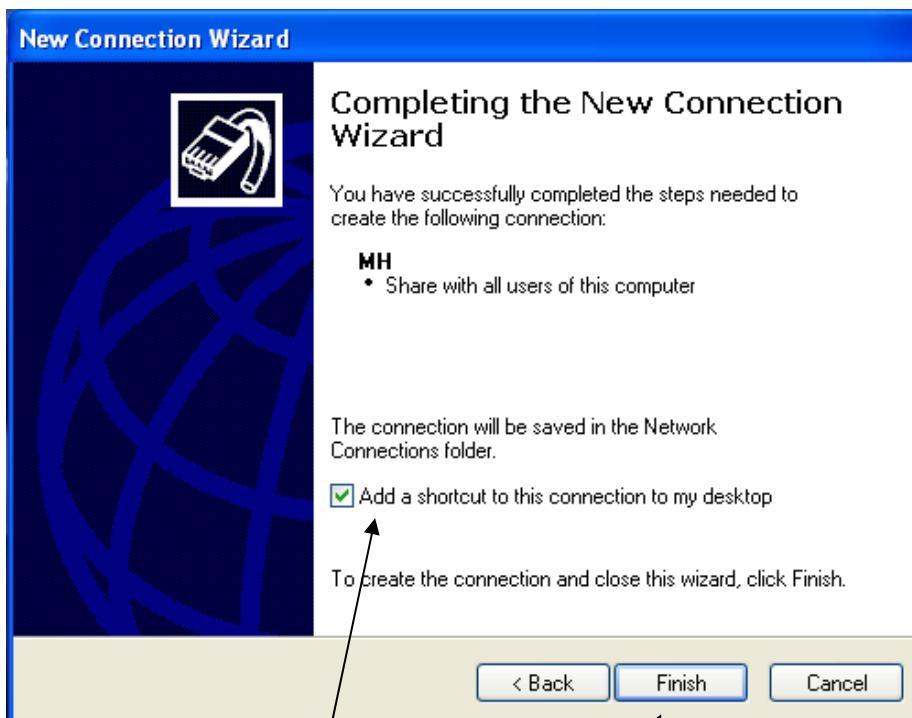 New Connection Wizard
Completing the New Connection
Wizard
You have successfully completed the steps needed to
create the following connection:
MH
• Share with all users of this computer
The connection will be saved in the Network
Connections folder.
Add a shortcut to this connection to my desktop
To create the connection and close this wizard, click Finish.
< Back
Finish
Cancel